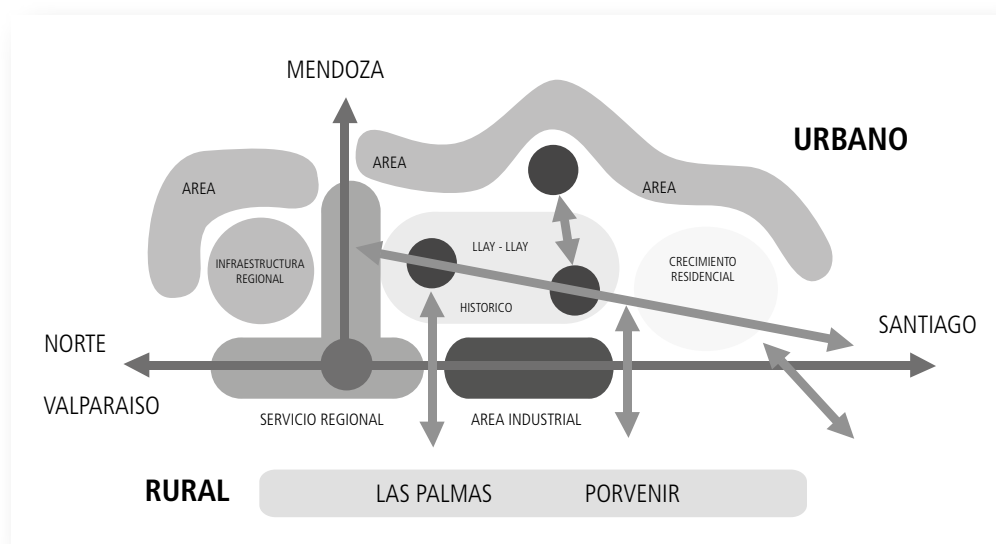 MENDOZA
URBANO
AREA
AREA
AREA
LLAY - LLAY
INFRAESTRUCTURA
REGIONAL
CRECIMIENTO
RESIDENCIAL
HISTORICO
SANTIAGO
NORTE
VALPARAISO
SERVICIO REGIONAL
AREA INDUSTRIAL
RURAL
LAS PALMAS
PORVENIR